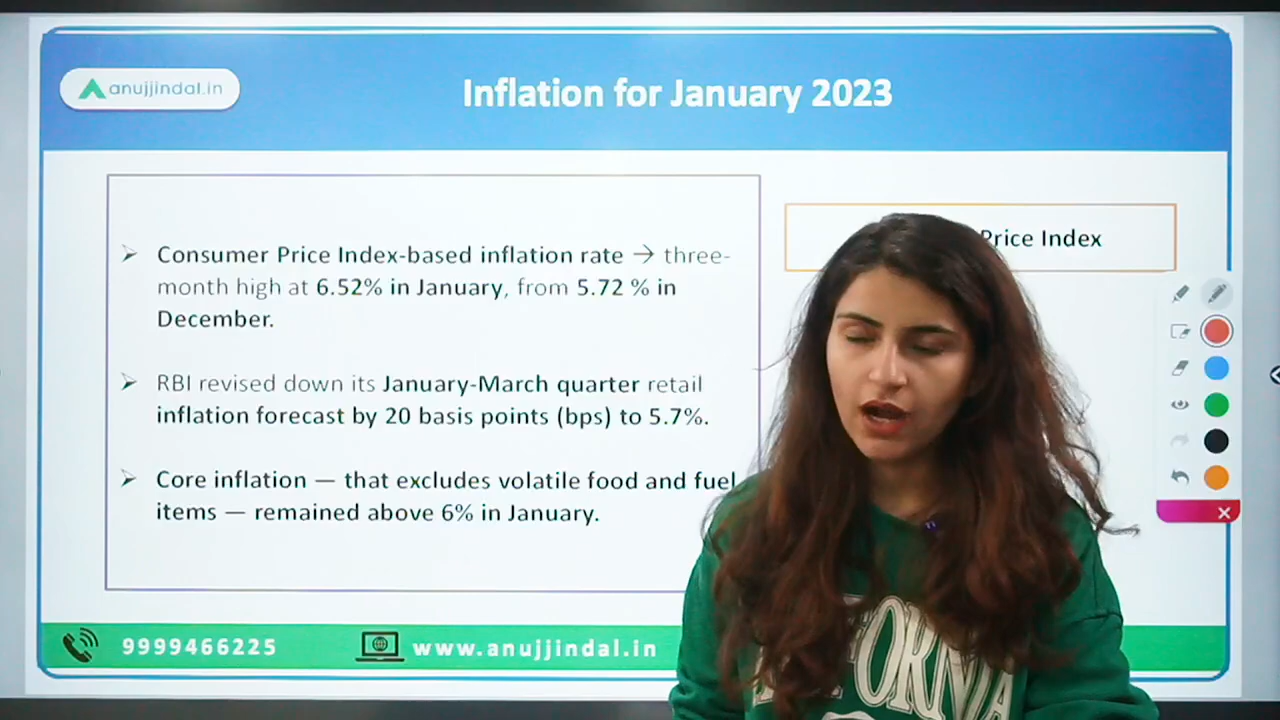 anujjindal.in
Inflation for January 2023
Consumer Price Index-based inflation rate → three-
month high at 6.52% in January, from 5.72 % in
December.
RBI revised down its January-March quarter retail
inflation forecast by 20 basis points (bps) to 5.7%.
Core inflation — that excludes volatile food and fuel
items — remained above 6% in January.
Price Index
9999466225
www.anujjindal.in